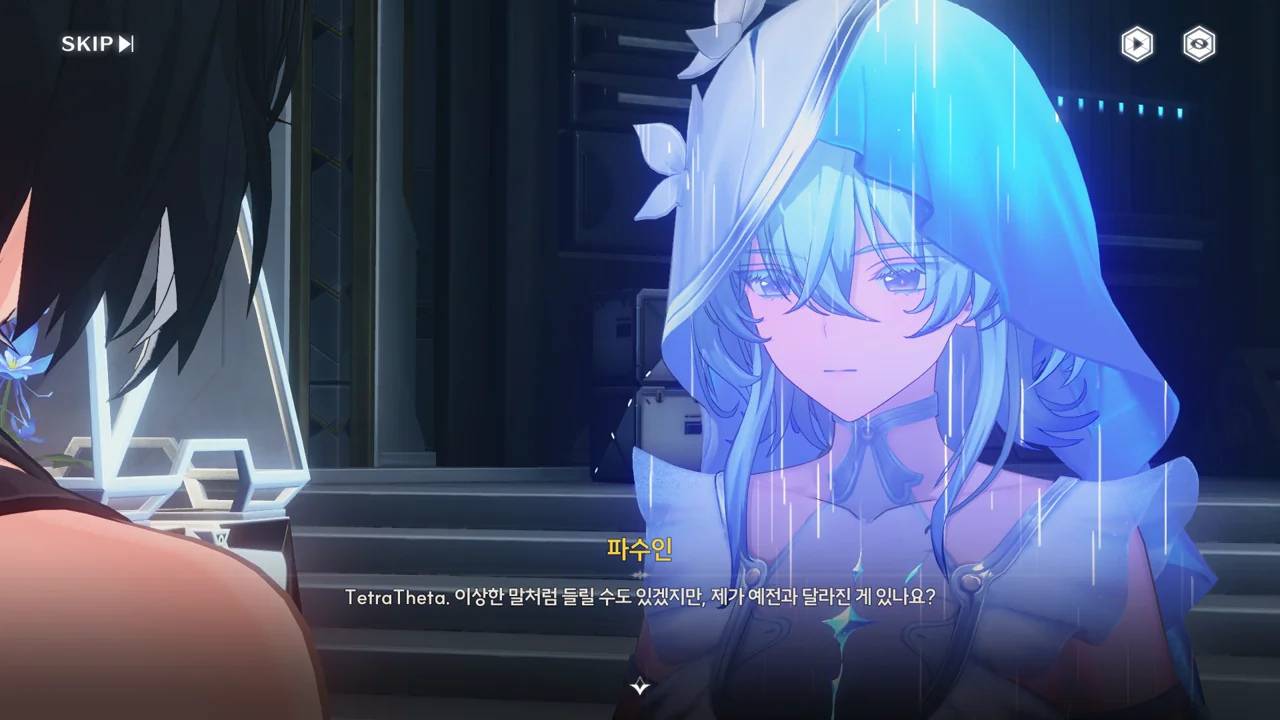 SKIP
파수인
TetraTheta. 이상한 말처럼 들릴 수도 있겠지만, 제가 예전과 달라진 게 있나요?